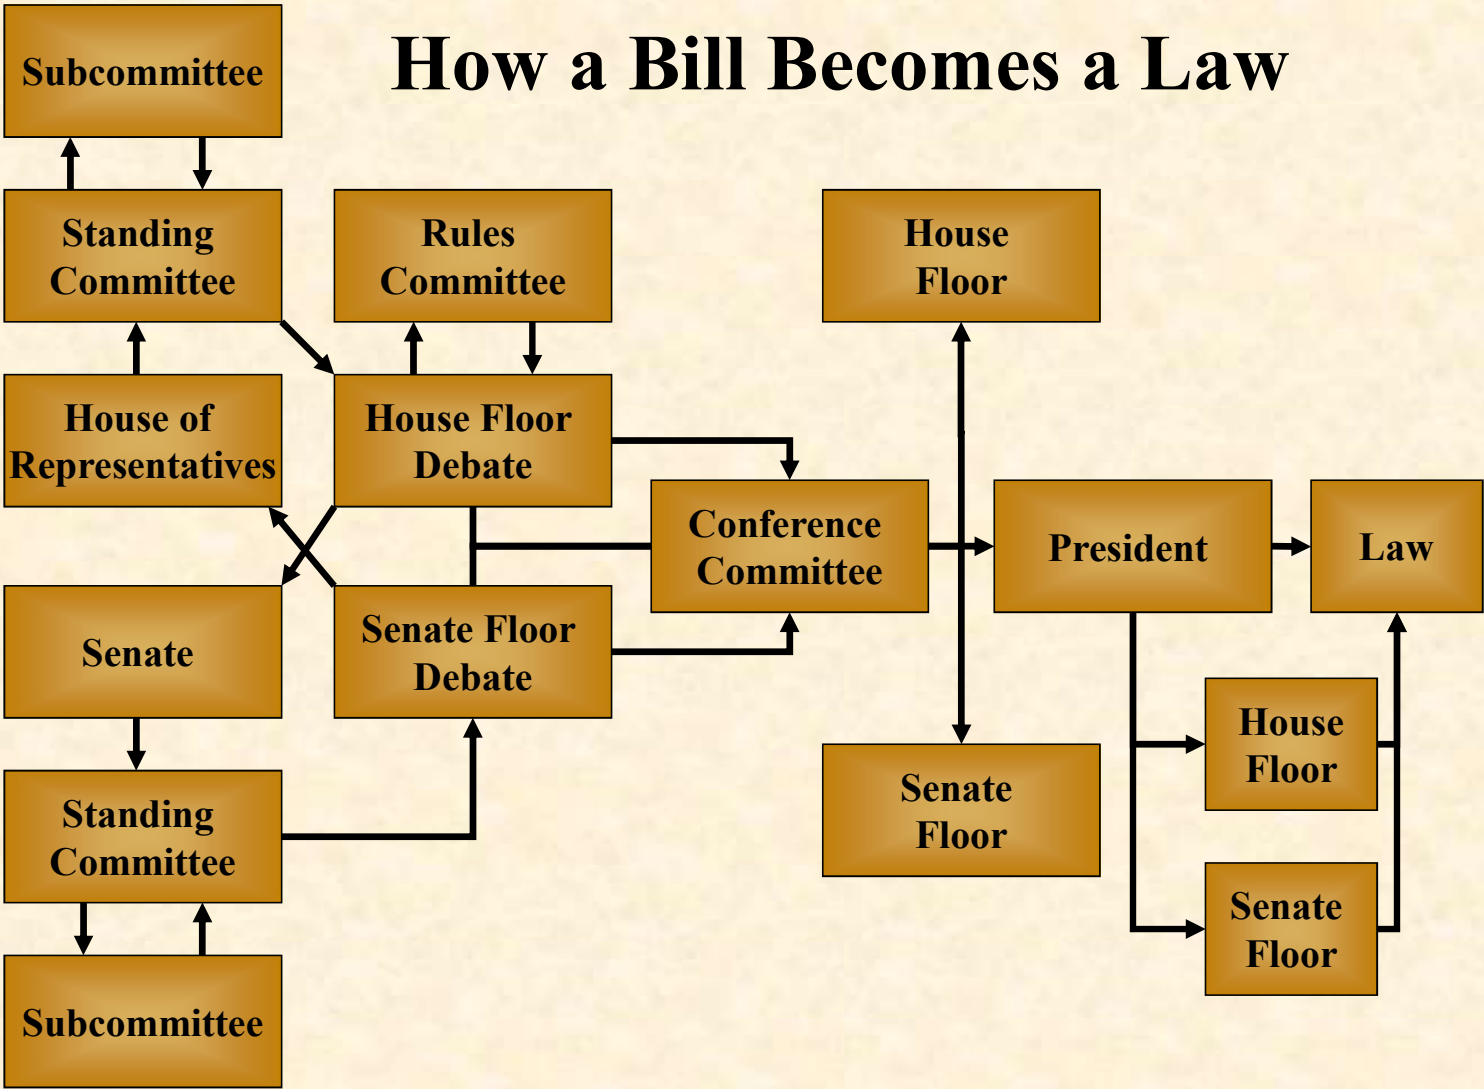 How a Bill Becomes a Law
Subcommittee
Standing
Committee
Rules
Committee
House
Floor
House of
Representatives
House Floor
Debate
Conference
Committee
President
Law
Senate
Senate Floor
Debate
House
Floor
Standing
Committee
Senate
Floor
Senate
Floor
Subcommittee